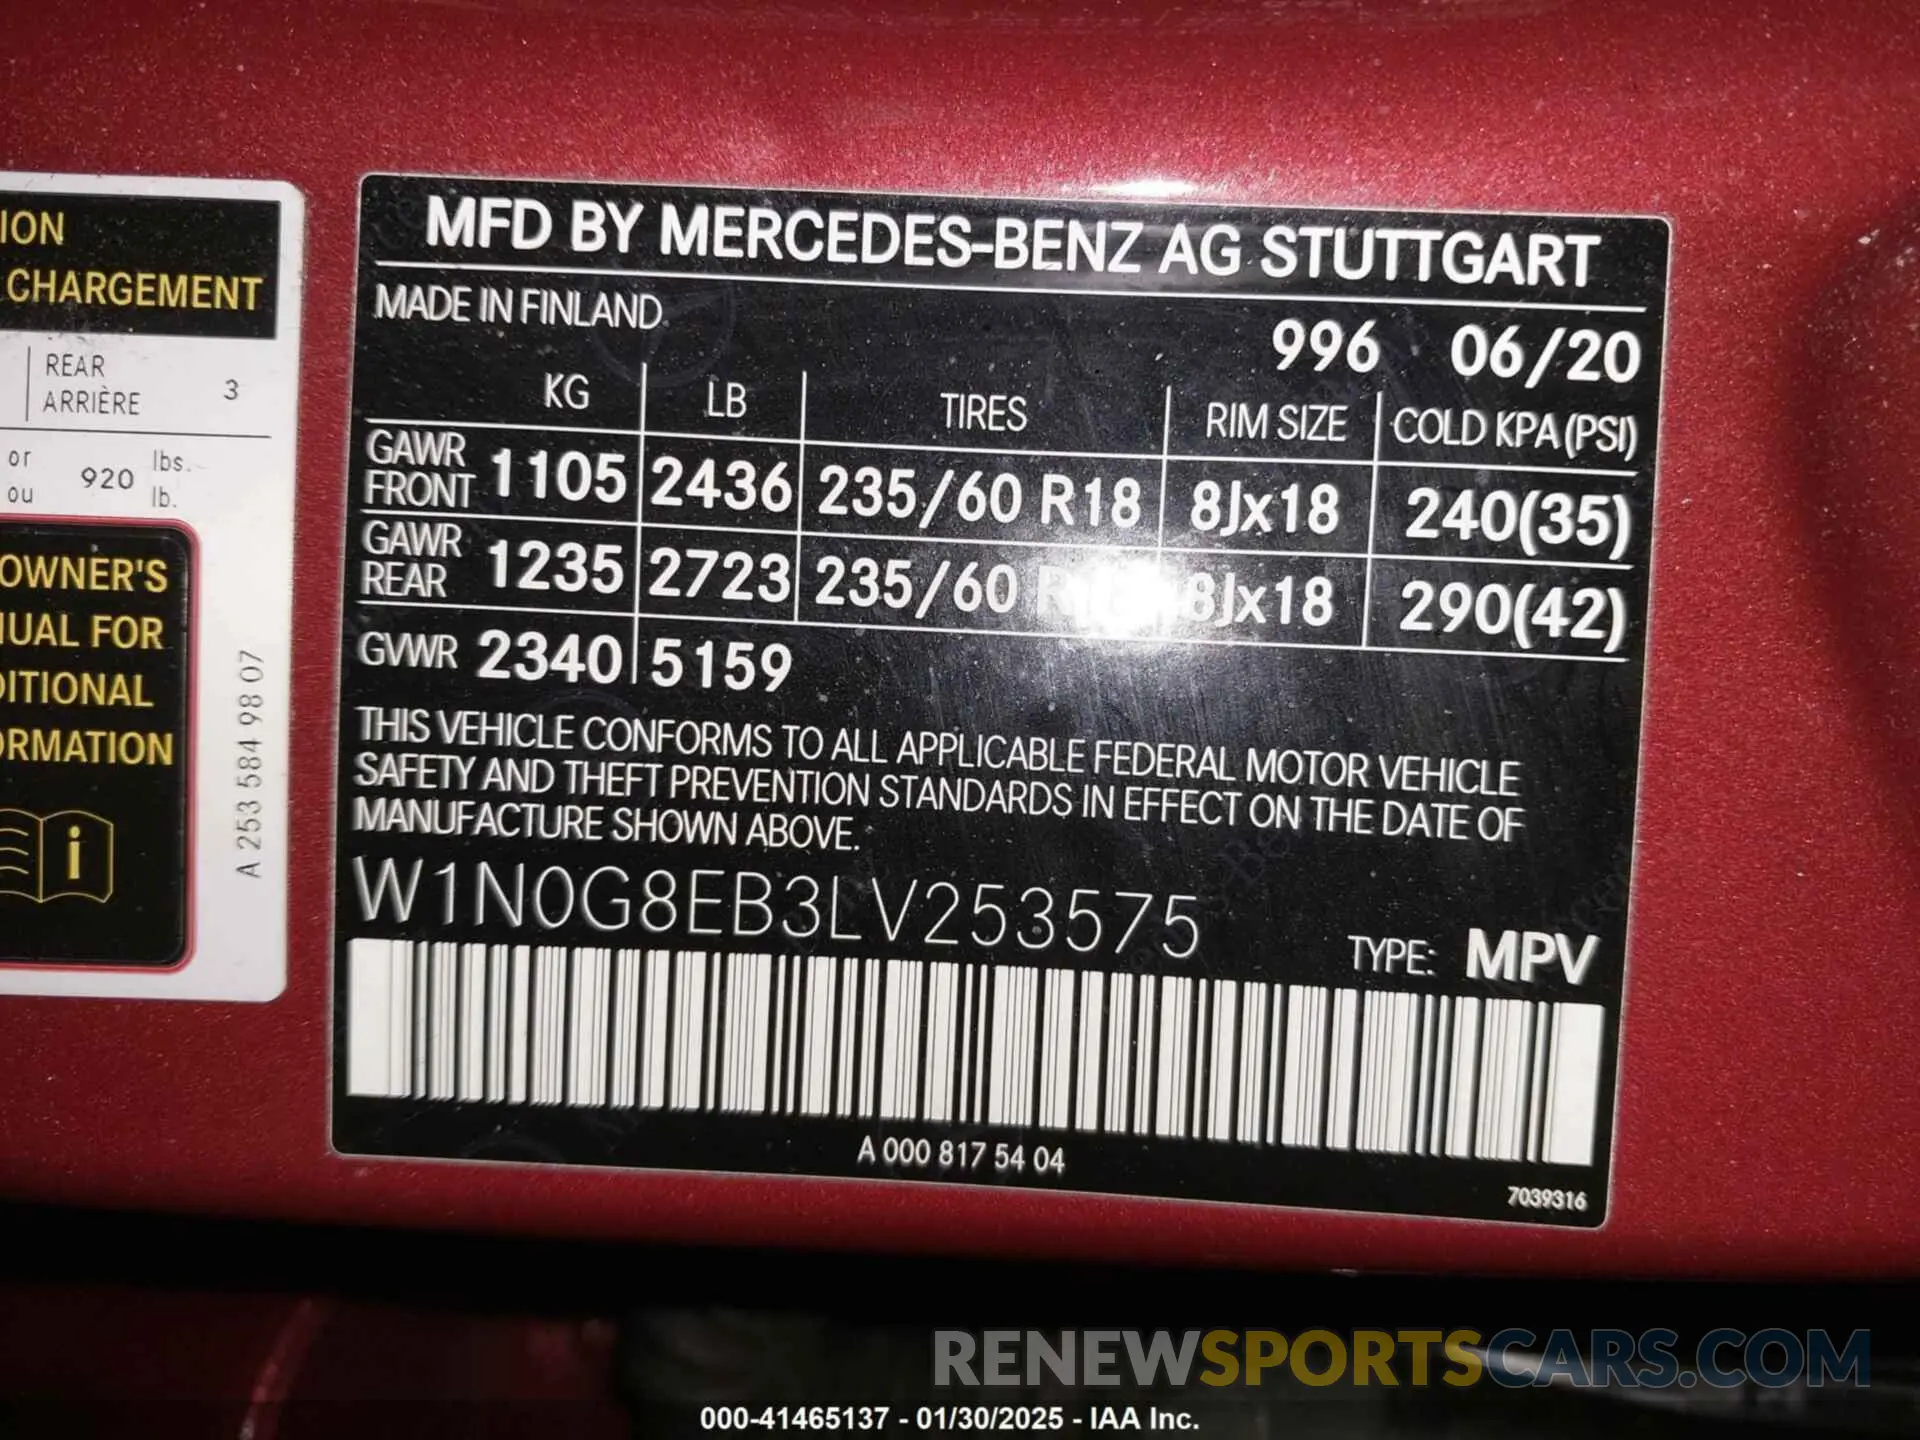 ION
CHARGEMENT
REAR
ARRIÈRE 3
or 920 lbs.
ou lb.
OWNER'S
UAL FOR
DITIONAL
ORMATION
i
A 253 584 98 07
MFD BY MERCEDES-BENZ AG STUTTGART
MADE IN FINLAND
996 06/20
KG LB TIRES RIM SIZE COLD KPA (PSI)
GAWR FRONT 1105 2436 235/60 R18 8Jx18 240(35)
GAWR REAR 1235 2723 235/60 8Jx18 290(42)
GVWR 2340 5159
THIS VEHICLE CONFORMS TO ALL APPLICABLE FEDERAL MOTOR VEHICLE
SAFETY AND THEFT PREVENTION STANDARDS IN EFFECT ON THE DATE OF
MANUFACTURE SHOWN ABOVE.
W1N0G8EB3LV253575
TYPE: MPV
A 000 817 54 04
7039316
RENEWSPORTSCARS.COM
000-41465137 - 01/30/2025 - IAA Inc.